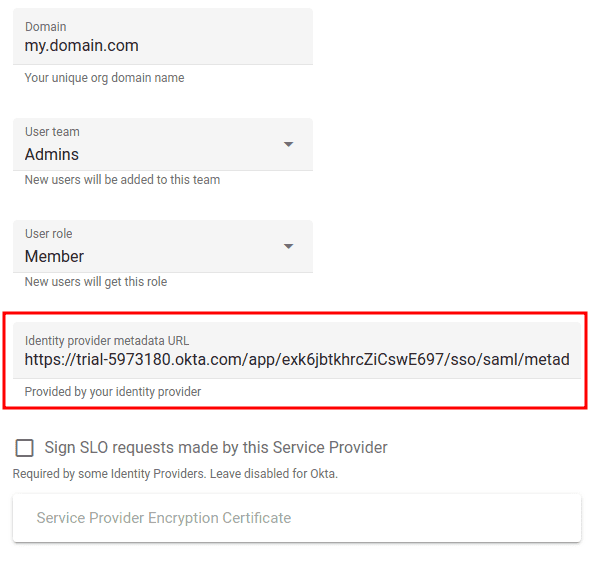 Domain
my.domain.com
Your unique org domain name
User team
Admins
New users will be added to this team
User role
Member
New users will get this role
Identity provider metadata URL
https://trial-5973180.okta.com/app/exk6jbtkhrcZiCswE697/sso/saml/metad
Provided by your identity provider
Sign SLO requests made by this Service Provider
Required by some Identity Providers. Leave disabled for Okta.
Service Provider Encryption Certificate